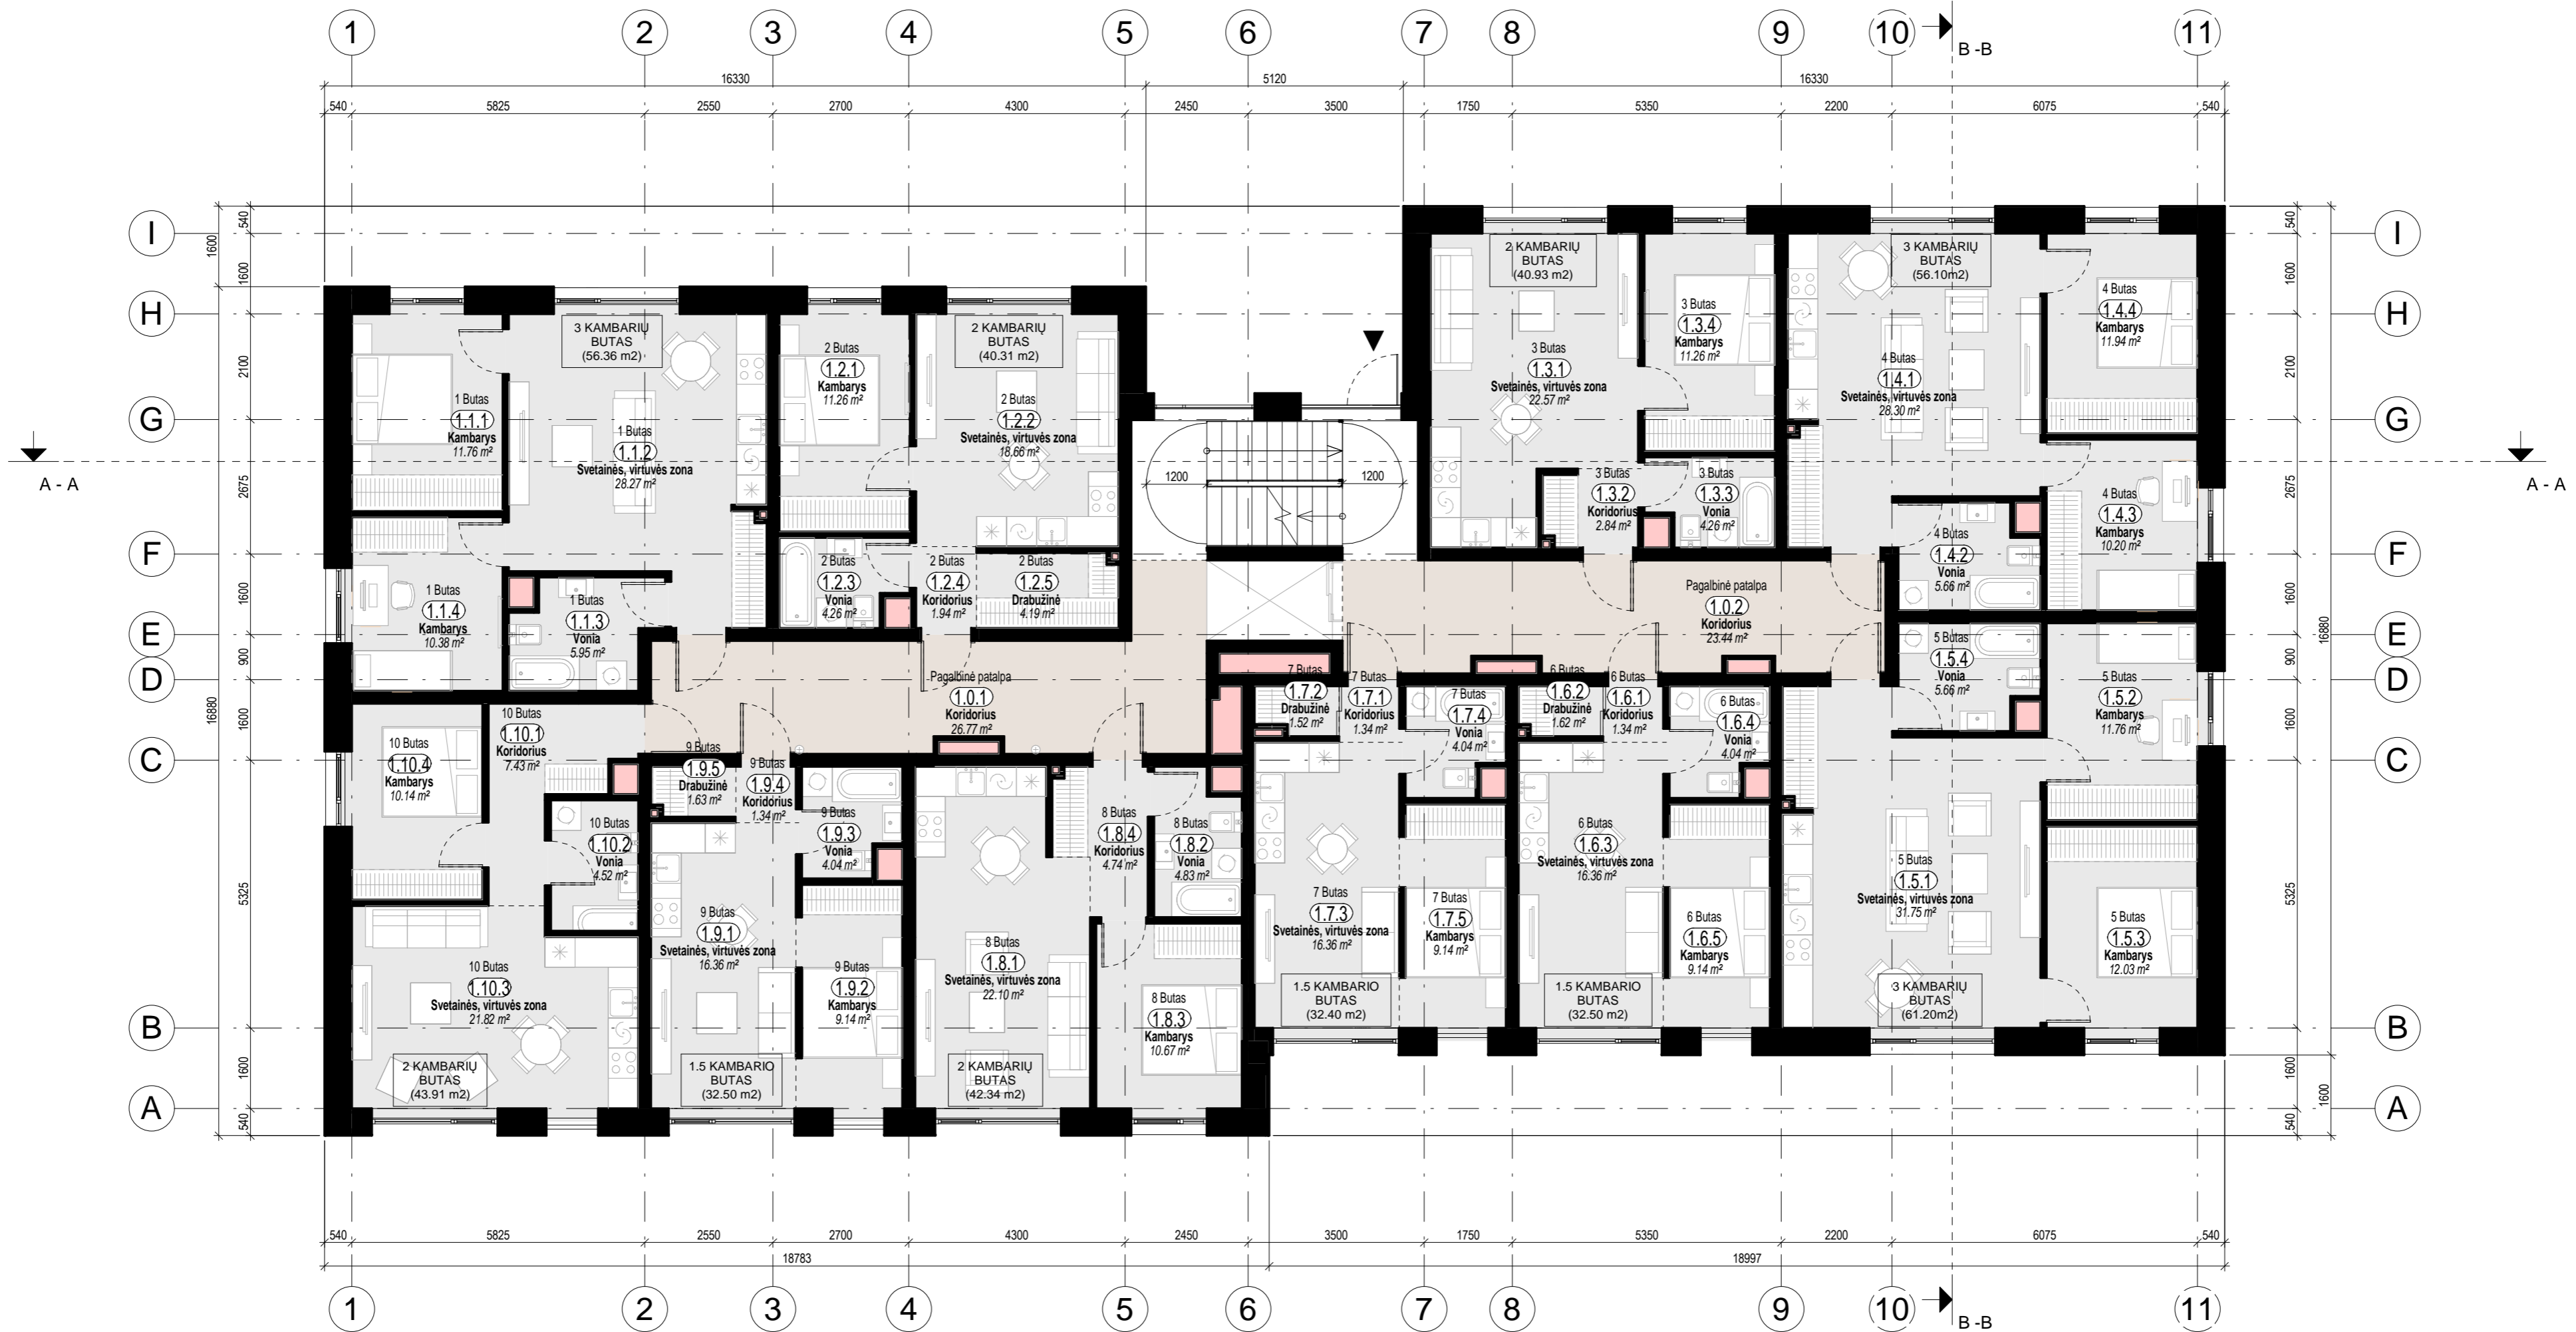 1 2 3 4 5 6 7 8 9 10 11
B -B
16330 5120 16330
540 5825 2550 2700 4300 2450 3500 1750 5350 2200 6075 540
I I
H H
G G
F F
E E
D D
C C
B B
A A
A - A
A - A
1600
16880
540
1600
2100
2675
1600
900
1600
5325
1600
540
3 KAMBARIŲ
BUTAS
(56.36 m2)
1 Butas
1.1.1
Kambarys
11.76 m²
1 Butas
1.1.2
Svetainės, virtuvės zona
28.27 m²
1 Butas
1.1.4
Kambarys
10.38 m²
1 Butas
1.1.3
Vonia
5.95 m²
2 KAMBARIŲ
BUTAS
(40.31 m2)
2 Butas
1.2.1
Kambarys
11.26 m²
2 Butas
1.2.2
Svetainės, virtuvės zona
18.66 m²
2 Butas
1.2.3
Vonia
4.26 m²
2 Butas
1.2.4
Koridorius
1.94 m²
2 Butas
1.2.5
Drabužinė
4.19 m²
1200 1200
2 KAMBARIŲ
BUTAS
(40.93 m2)
3 Butas
1.3.1
Svetainės, virtuvės zona
22.57 m²
3 Butas
1.3.4
Kambarys
11.26 m²
3 Butas
1.3.2
Koridorius
2.84 m²
3 Butas
1.3.3
Vonia
4.26 m²
3 KAMBARIŲ
BUTAS
(56.10m2)
4 Butas
1.4.1
Svetainės, virtuvės zona
28.30 m²
4 Butas
1.4.4
Kambarys
11.94 m²
4 Butas
1.4.3
Kambarys
10.20 m²
4 Butas
1.4.2
Vonia
5.66 m²
Pagalbinė patalpa
1.0.2
Koridorius
23.44 m²
Pagalbinė patalpa
1.0.1
Koridorius
26.77 m²
5 Butas
1.5.4
Vonia
5.66 m²
5 Butas
1.5.2
Kambarys
11.76 m²
5 Butas
1.5.1
Svetainės, virtuvės zona
31.75 m²
5 Butas
1.5.3
Kambarys
12.03 m²
3 KAMBARIŲ
BUTAS
(61.20m2)
10 Butas
1.10.4
Kambarys
10.14 m²
10 Butas
1.10.1
Koridorius
7.43 m²
10 Butas
1.10.2
Vonia
4.52 m²
10 Butas
1.10.3
Svetainės, virtuvės zona
21.82 m²
2 KAMBARIŲ
BUTAS
(43.91 m2)
9 Butas
1.9.5
Drabužinė
1.63 m²
9 Butas
1.9.4
Koridorius
1.34 m²
9 Butas
1.9.3
Vonia
4.04 m²
9 Butas
1.9.1
Svetainės, virtuvės zona
16.36 m²
9 Butas
1.9.2
Kambarys
9.14 m²
1.5 KAMBARIO
BUTAS
(32.50 m2)
8 Butas
1.8.4
Koridorius
4.74 m²
8 Butas
1.8.2
Vonia
4.83 m²
8 Butas
1.8.1
Svetainės, virtuvės zona
22.10 m²
8 Butas
1.8.3
Kambarys
10.67 m²
2 KAMBARIŲ
BUTAS
(42.34 m2)
7 Butas
1.7.2
Drabužinė
1.52 m²
7 Butas
1.7.1
Koridorius
1.34 m²
7 Butas
1.7.4
Vonia
4.04 m²
7 Butas
1.7.3
Svetainės, virtuvės zona
16.36 m²
7 Butas
1.7.5
Kambarys
9.14 m²
1.5 KAMBARIO
BUTAS
(32.40 m2)
6 Butas
1.6.2
Drabužinė
1.62 m²
6 Butas
1.6.1
Koridorius
1.34 m²
6 Butas
1.6.4
Vonia
4.04 m²
6 Butas
1.6.3
Svetainės, virtuvės zona
16.36 m²
6 Butas
1.6.5
Kambarys
9.14 m²
1.5 KAMBARIO
BUTAS
(32.50 m2)
540
1600
2100
2675
1600
900
1600
5325
1600
540
16880
1600
540 5825 2550 2700 4300 2450 3500 1750 5350 2200 6075 540
18783 18997
1 2 3 4 5 6 7 8 9 10 11
B -B